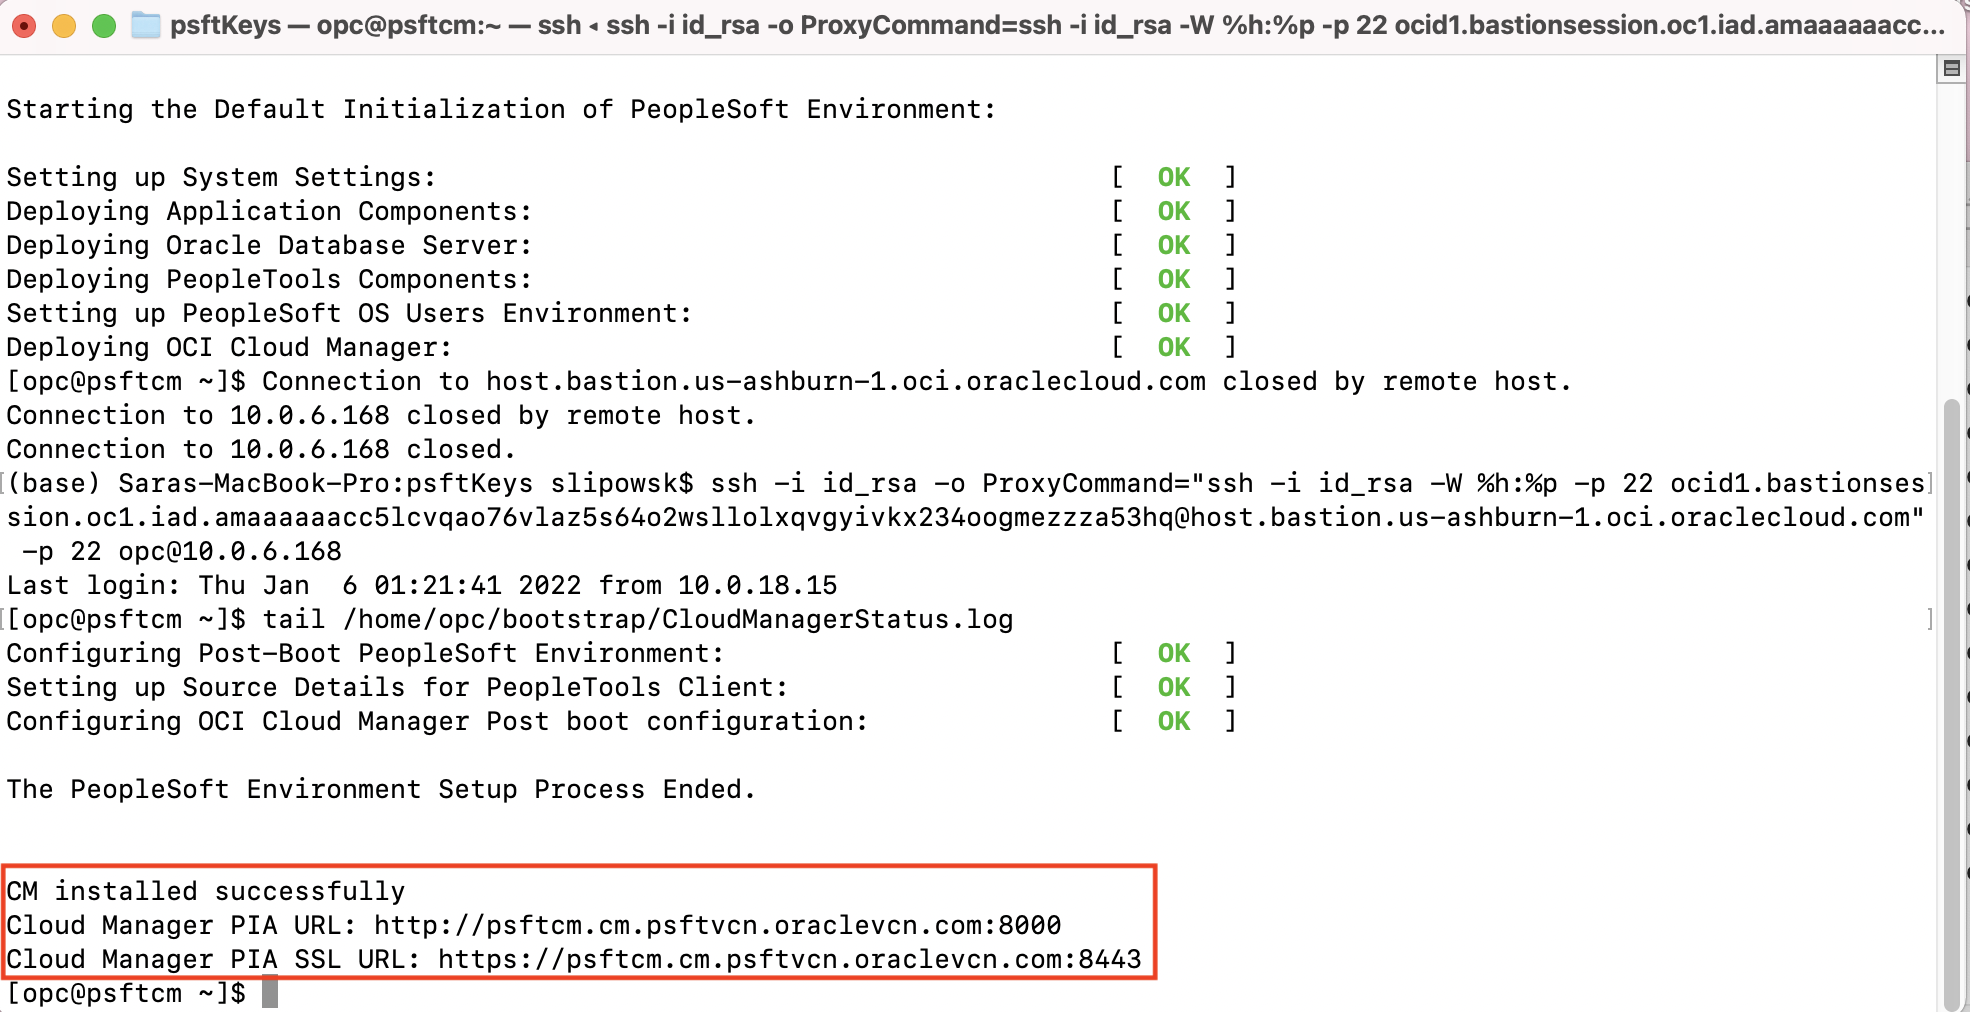 psftKeys — opc@psftcm:~ — ssh ◂ ssh -i id_rsa -o ProxyCommand=ssh -i id_rsa -W %h:%p -p 22 ocid1.bastionsession.oc1.iad.amaaaaaacc...
Starting the Default Initialization of PeopleSoft Environment:
Setting up System Settings: [ OK ]
Deploying Application Components: [ OK ]
Deploying Oracle Database Server: [ OK ]
Deploying PeopleTools Components: [ OK ]
Setting up PeopleSoft OS Users Environment: [ OK ]
Deploying OCI Cloud Manager: [ OK ]
[opc@psftcm ~]$ Connection to host.bastion.us-ashburn-1.oci.oraclecloud.com closed by remote host.
Connection to 10.0.6.168 closed by remote host.
Connection to 10.0.6.168 closed.
(base) Saras-MacBook-Pro:psftKeys slipowsk$ ssh -i id_rsa -o ProxyCommand="ssh -i id_rsa -W %h:%p -p 22 ocid1.bastionses
sion.oc1.iad.amaaaaaacc5lcvqao76vlaz5s64o2wsllolxqvgyivkx234oogmezzza53hq@host.bastion.us-ashburn-1.oci.oraclecloud.com"
-p 22 opc@10.0.6.168
Last login: Thu Jan  6 01:21:41 2022 from 10.0.18.15
[opc@psftcm ~]$ tail /home/opc/bootstrap/CloudManagerStatus.log
Configuring Post-Boot PeopleSoft Environment: [ OK ]
Setting up Source Details for PeopleTools Client: [ OK ]
Configuring OCI Cloud Manager Post boot configuration: [ OK ]
The PeopleSoft Environment Setup Process Ended.
CM installed successfully
Cloud Manager PIA URL: http://psftcm.cm.psftvcn.oraclevcn.com:8000
Cloud Manager PIA SSL URL: https://psftcm.cm.psftvcn.oraclevcn.com:8443
[opc@psftcm ~]$